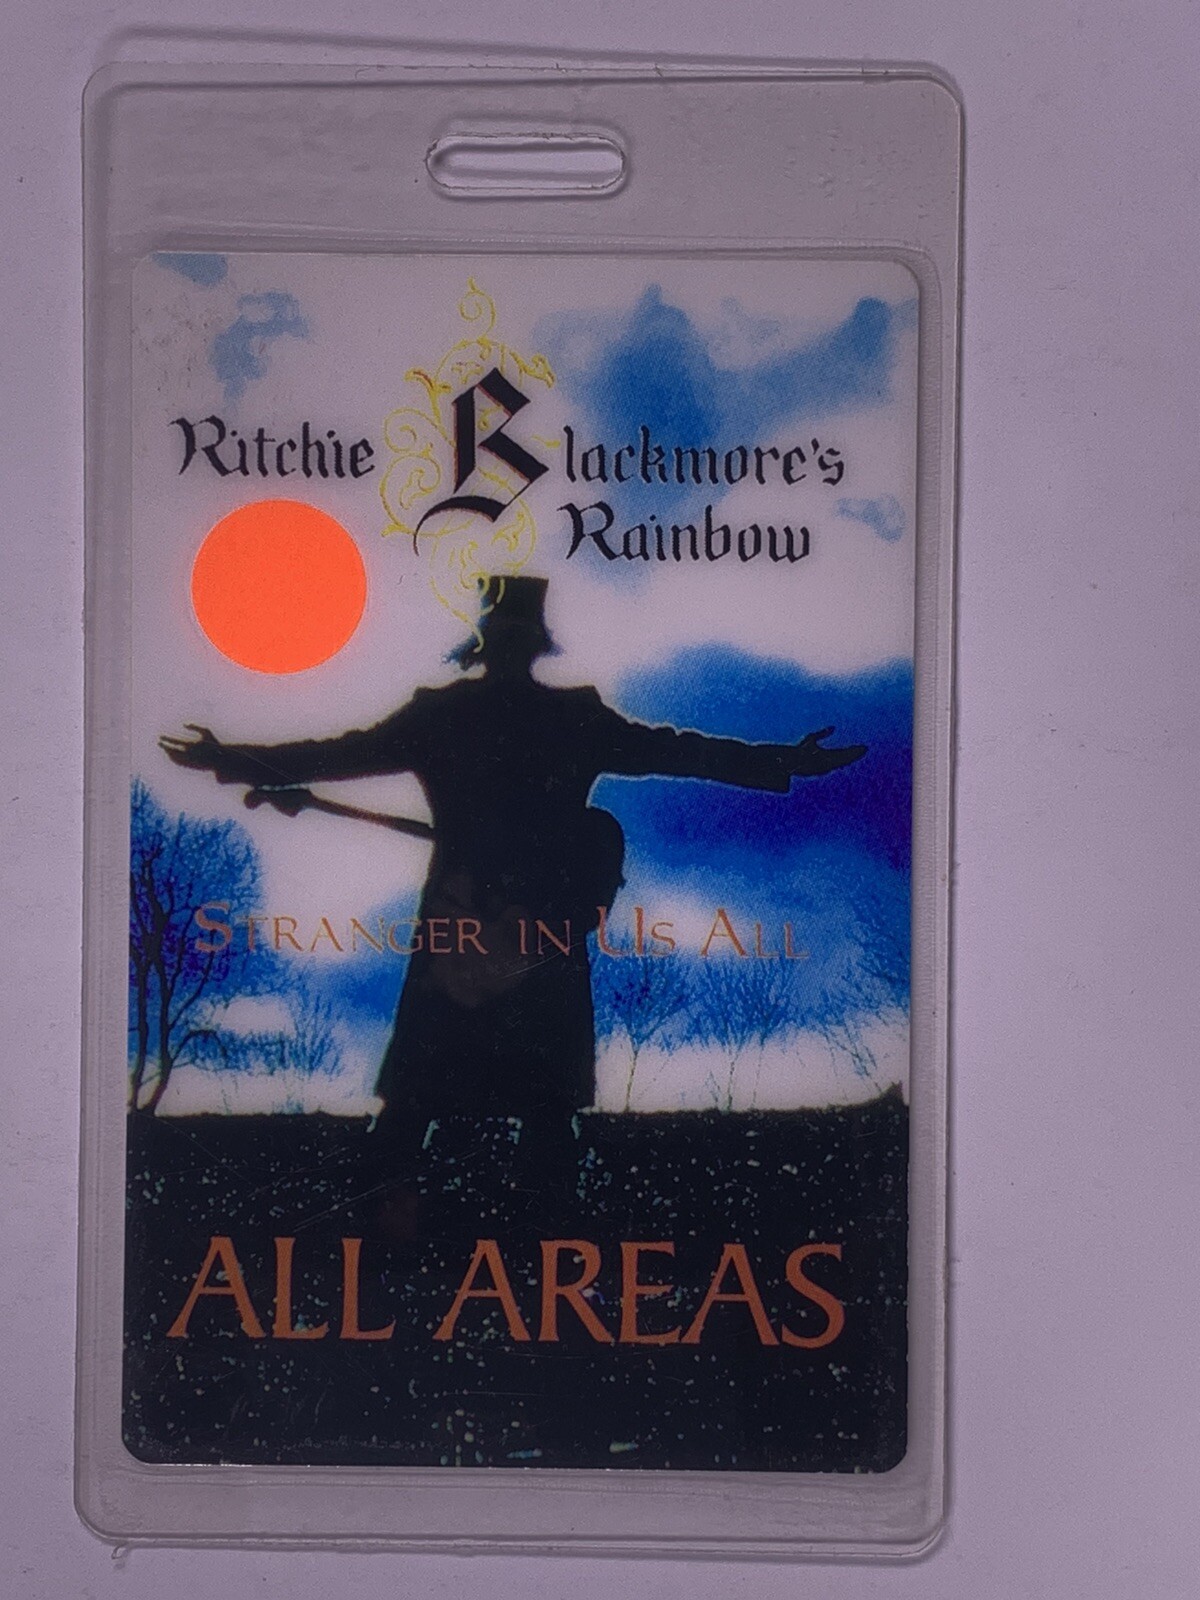 Ritchie Blackmore's
Rainbow
STRANGER IN US ALL
ALL AREAS